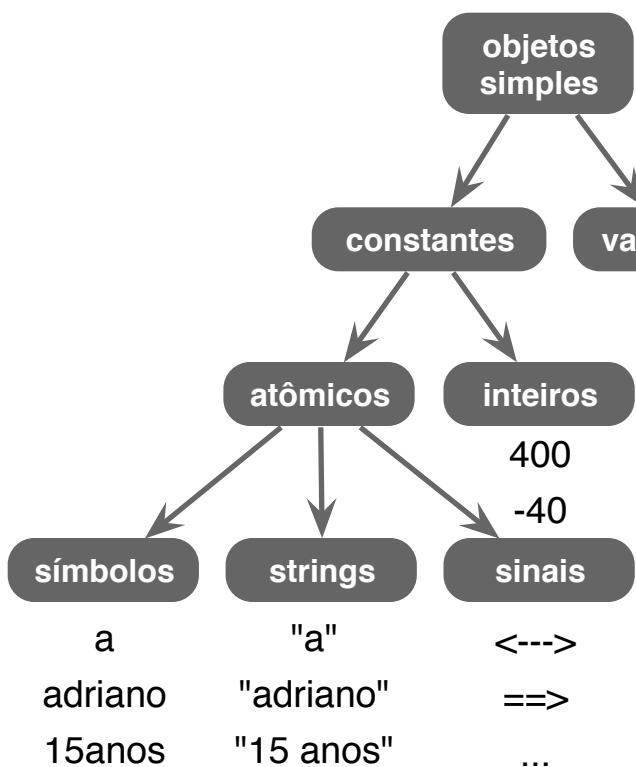 objetos
simples
constantes
atômicos
inteiros
400
-40
símbolos
strings
sinais
a
"a"
<--->
adriano
"adriano"
==>
15anos
"15 anos"
...